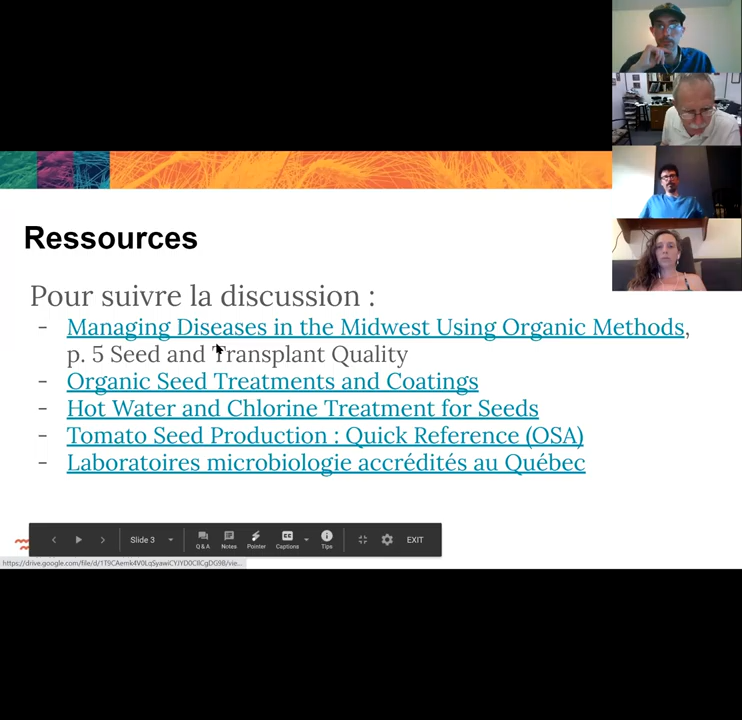 Ressources
Pour suivre la discussion :
- Managing Diseases in the Midwest Using Organic Methods,
p. 5 Seed and Transplant Quality
- Organic Seed Treatments and Coatings
- Hot Water and Chlorine Treatment for Seeds
- Tomato Seed Production : Quick Reference (OSA)
- Laboratoires microbiologie accrédités au Québec
Slide 3 Q & A Notes Pointer Captions Tips EXIT